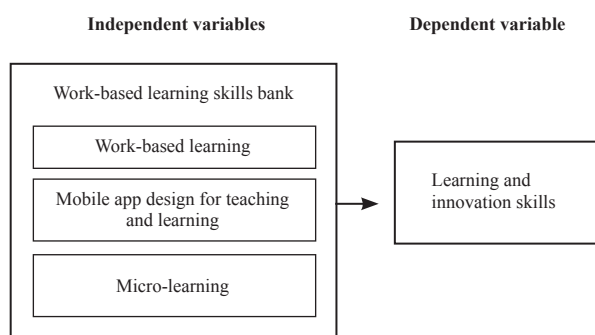 Independent variables
Dependent variable
Work-based learning skills bank
Work-based learning
Mobile app design for teaching
and learning
Micro-learning
Learning and
innovation skills